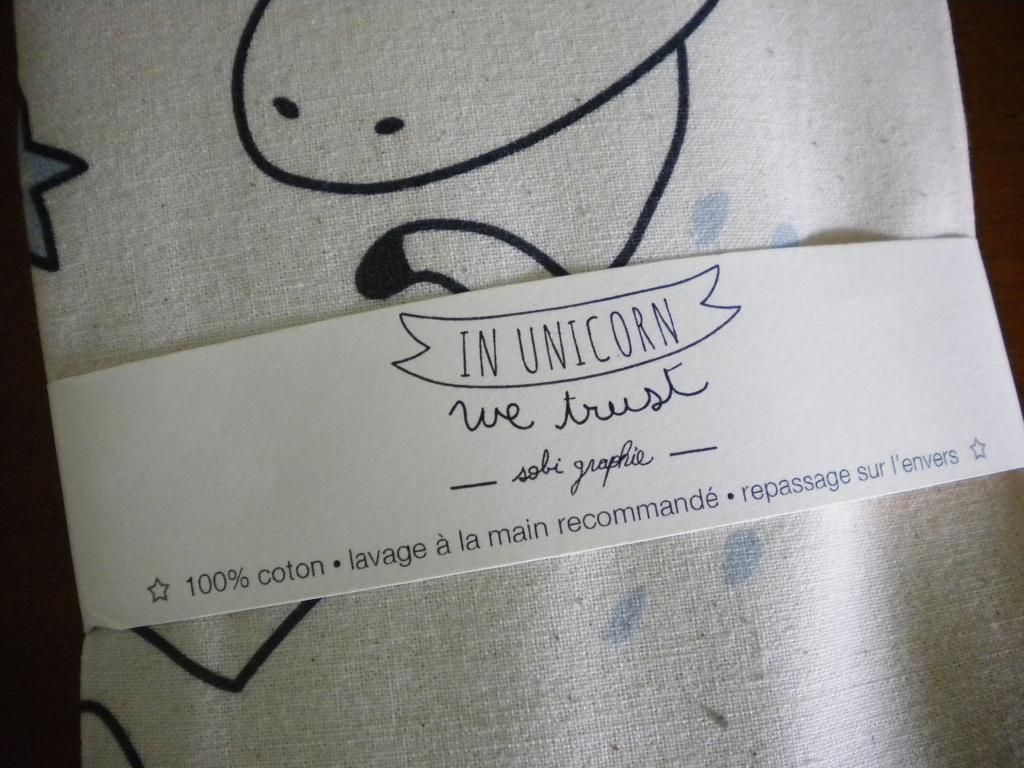 IN UNICORN
we trust
— sobi graphie —
☆ 100% coton • lavage à la main recommandé • repassage sur l'envers ☆